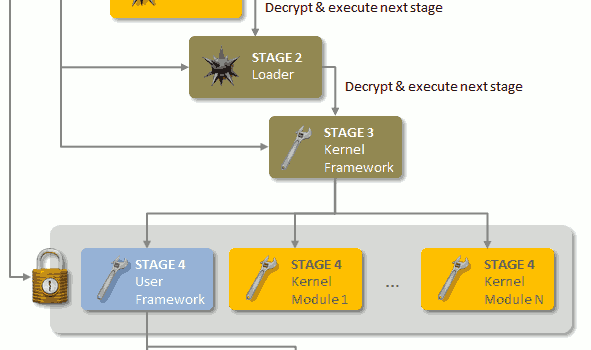 Decrypt & execute next stage
STAGE 2
Loader
Decrypt & execute next stage
STAGE 3
Kernel
Framework
STAGE 4
User
Framework
STAGE 4
Kernel
Module 1
...
STAGE 4
Kernel
Module N